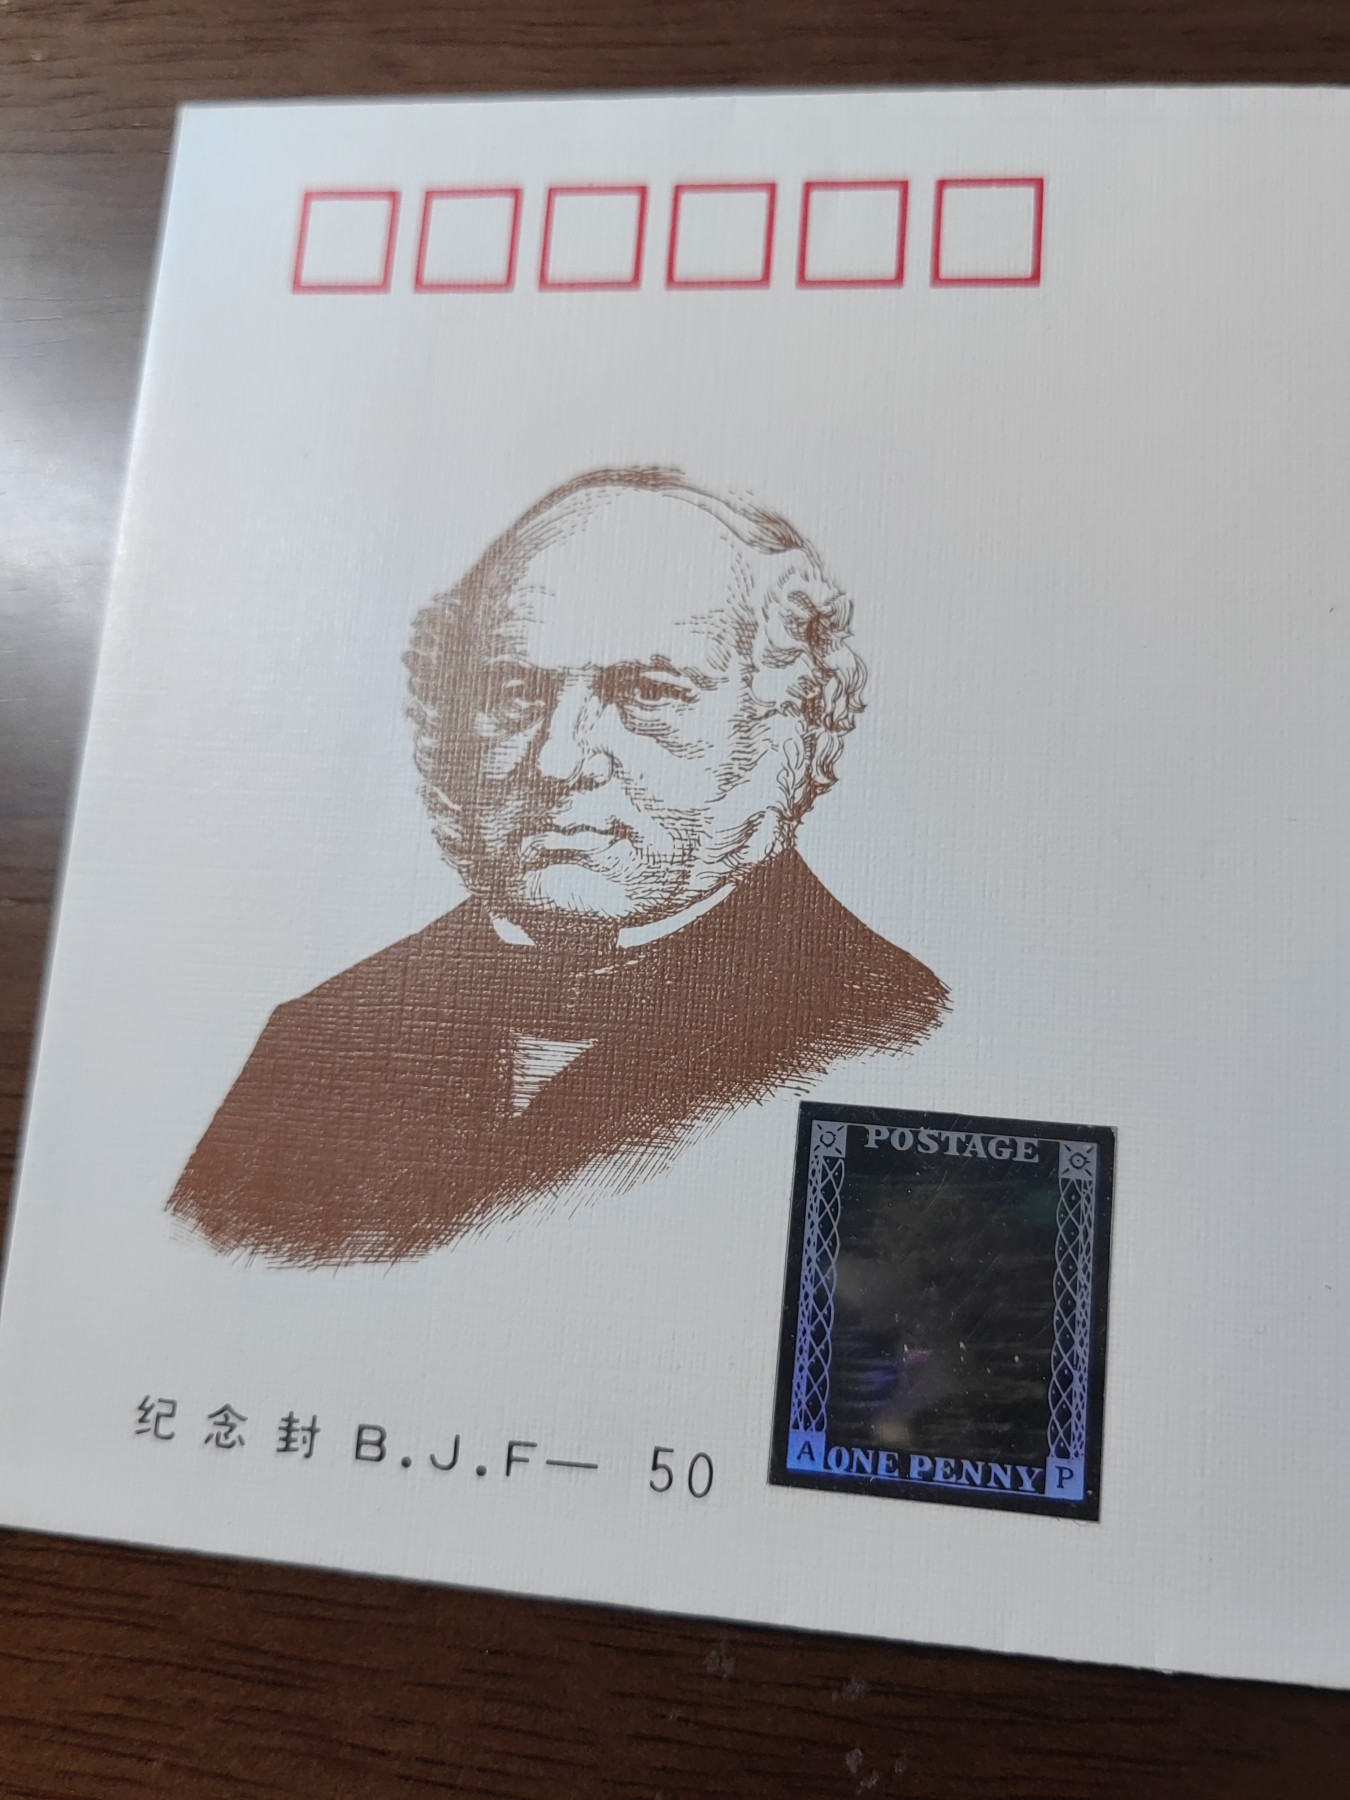 POSTAGE
A ONE PENNY P
纪念封 B.J.F— 50